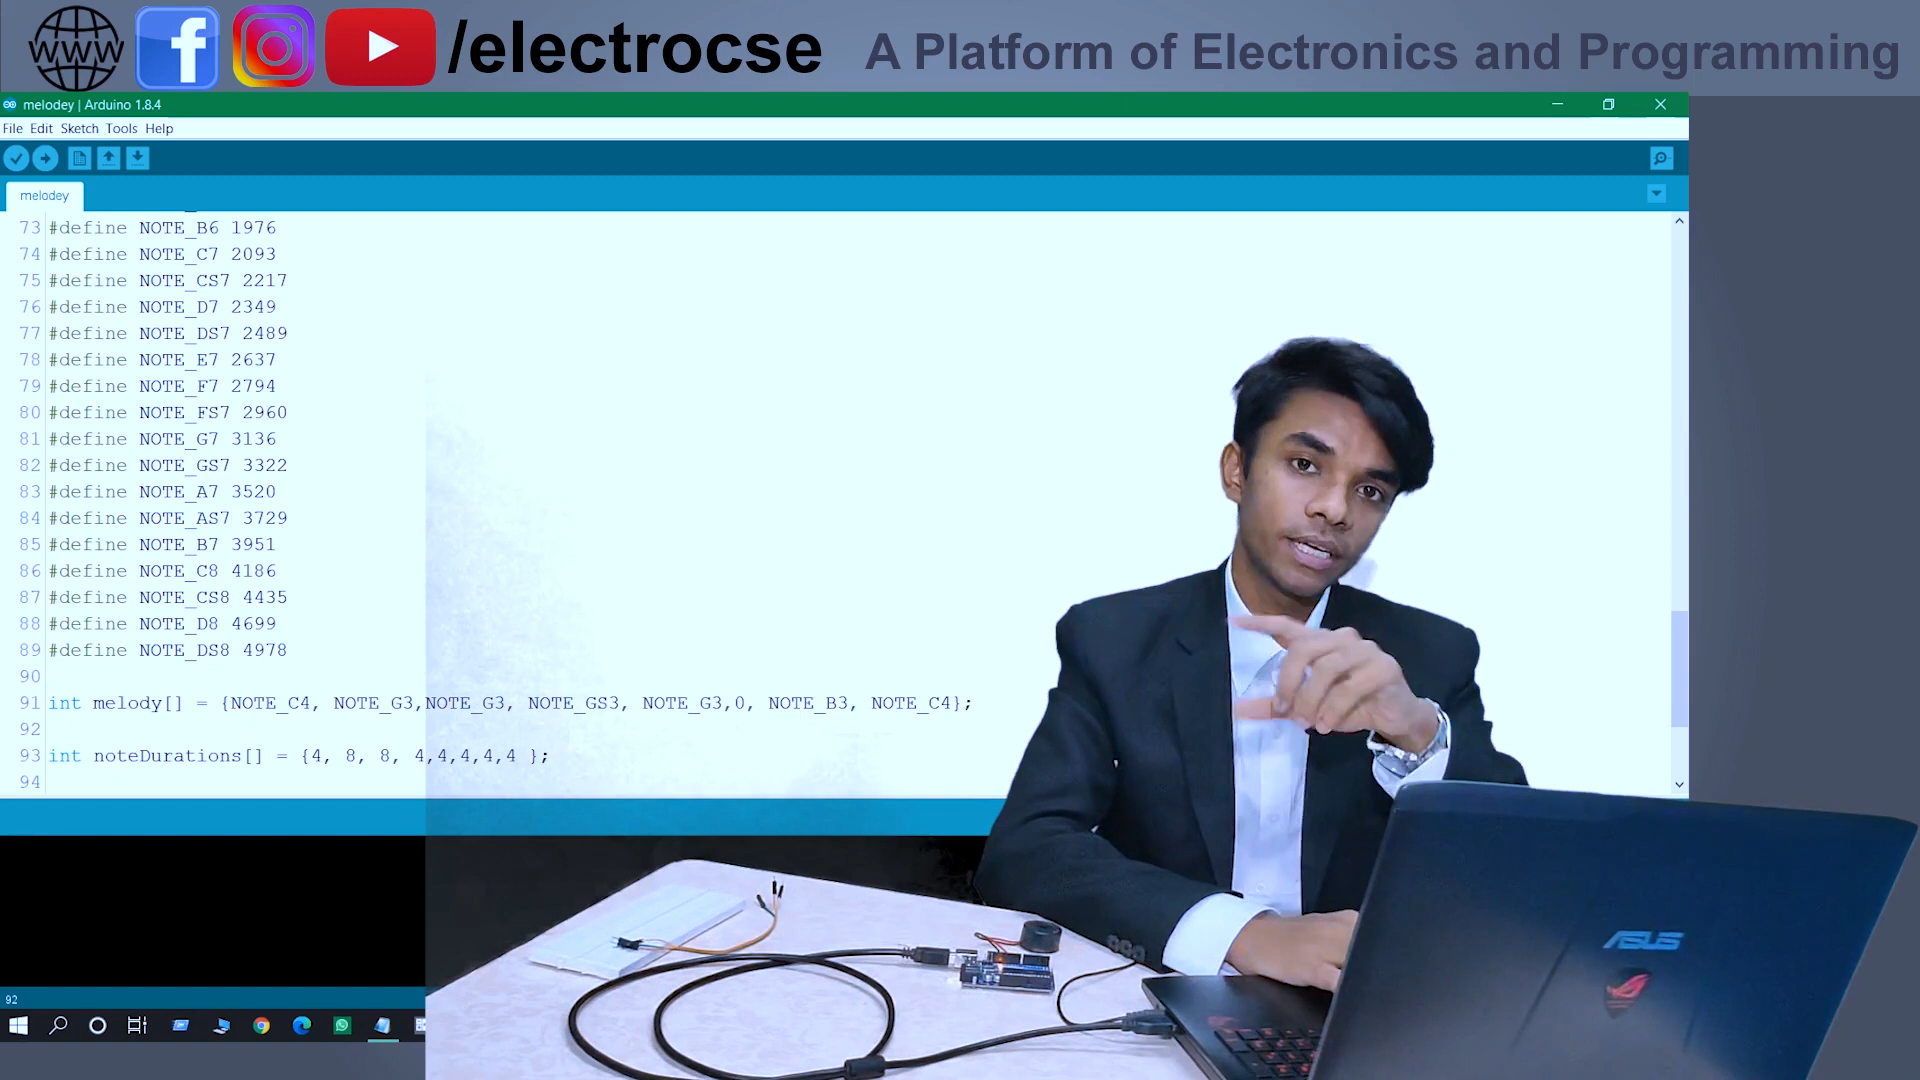 WWW f /electrocse A Platform of Electronics and Programming
melodey | Arduino 1.8.4
File Edit Sketch Tools Help
melodey
73 #define NOTE_B6 1976
74 #define NOTE_C7 2093
75 #define NOTE_CS7 2217
76 #define NOTE_D7 2349
77 #define NOTE_DS7 2489
78 #define NOTE_E7 2637
79 #define NOTE_F7 2794
80 #define NOTE_FS7 2960
81 #define NOTE_G7 3136
82 #define NOTE_GS7 3322
83 #define NOTE_A7 3520
84 #define NOTE_AS7 3729
85 #define NOTE_B7 3951
86 #define NOTE_C8 4186
87 #define NOTE_CS8 4435
88 #define NOTE_D8 4699
89 #define NOTE_DS8 4978
90
91 int melody[] = {NOTE_C4, NOTE_G3,NOTE_G3, NOTE_GS3, NOTE_G3,0, NOTE_B3, NOTE_C4};
92
93 int noteDurations[] = {4, 8, 8, 4,4,4,4,4 };
94
92
ASUS